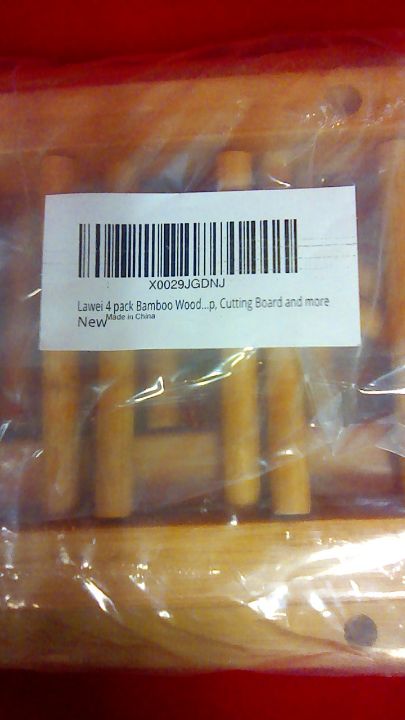 X0029JGDNJ
Lawei 4 pack Bamboo Wood...p, Cutting Board and more
New
Made in China